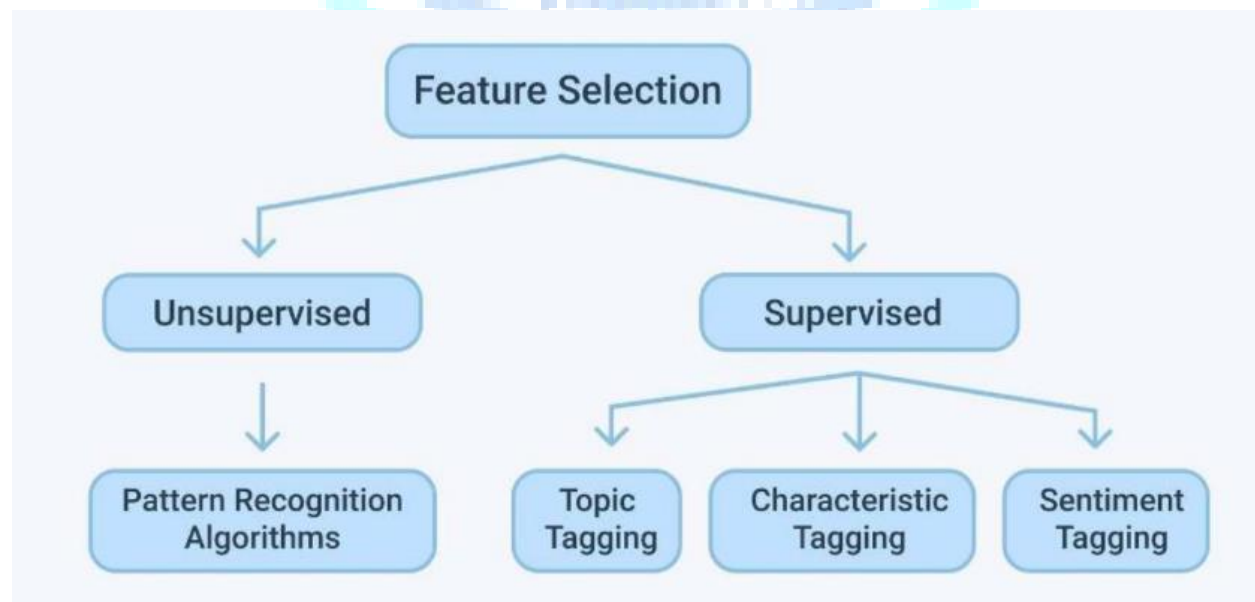 Feature Selection
Unsupervised
Supervised
Pattern Recognition
Algorithms
Topic
Tagging
Characteristic
Tagging
Sentiment
Tagging